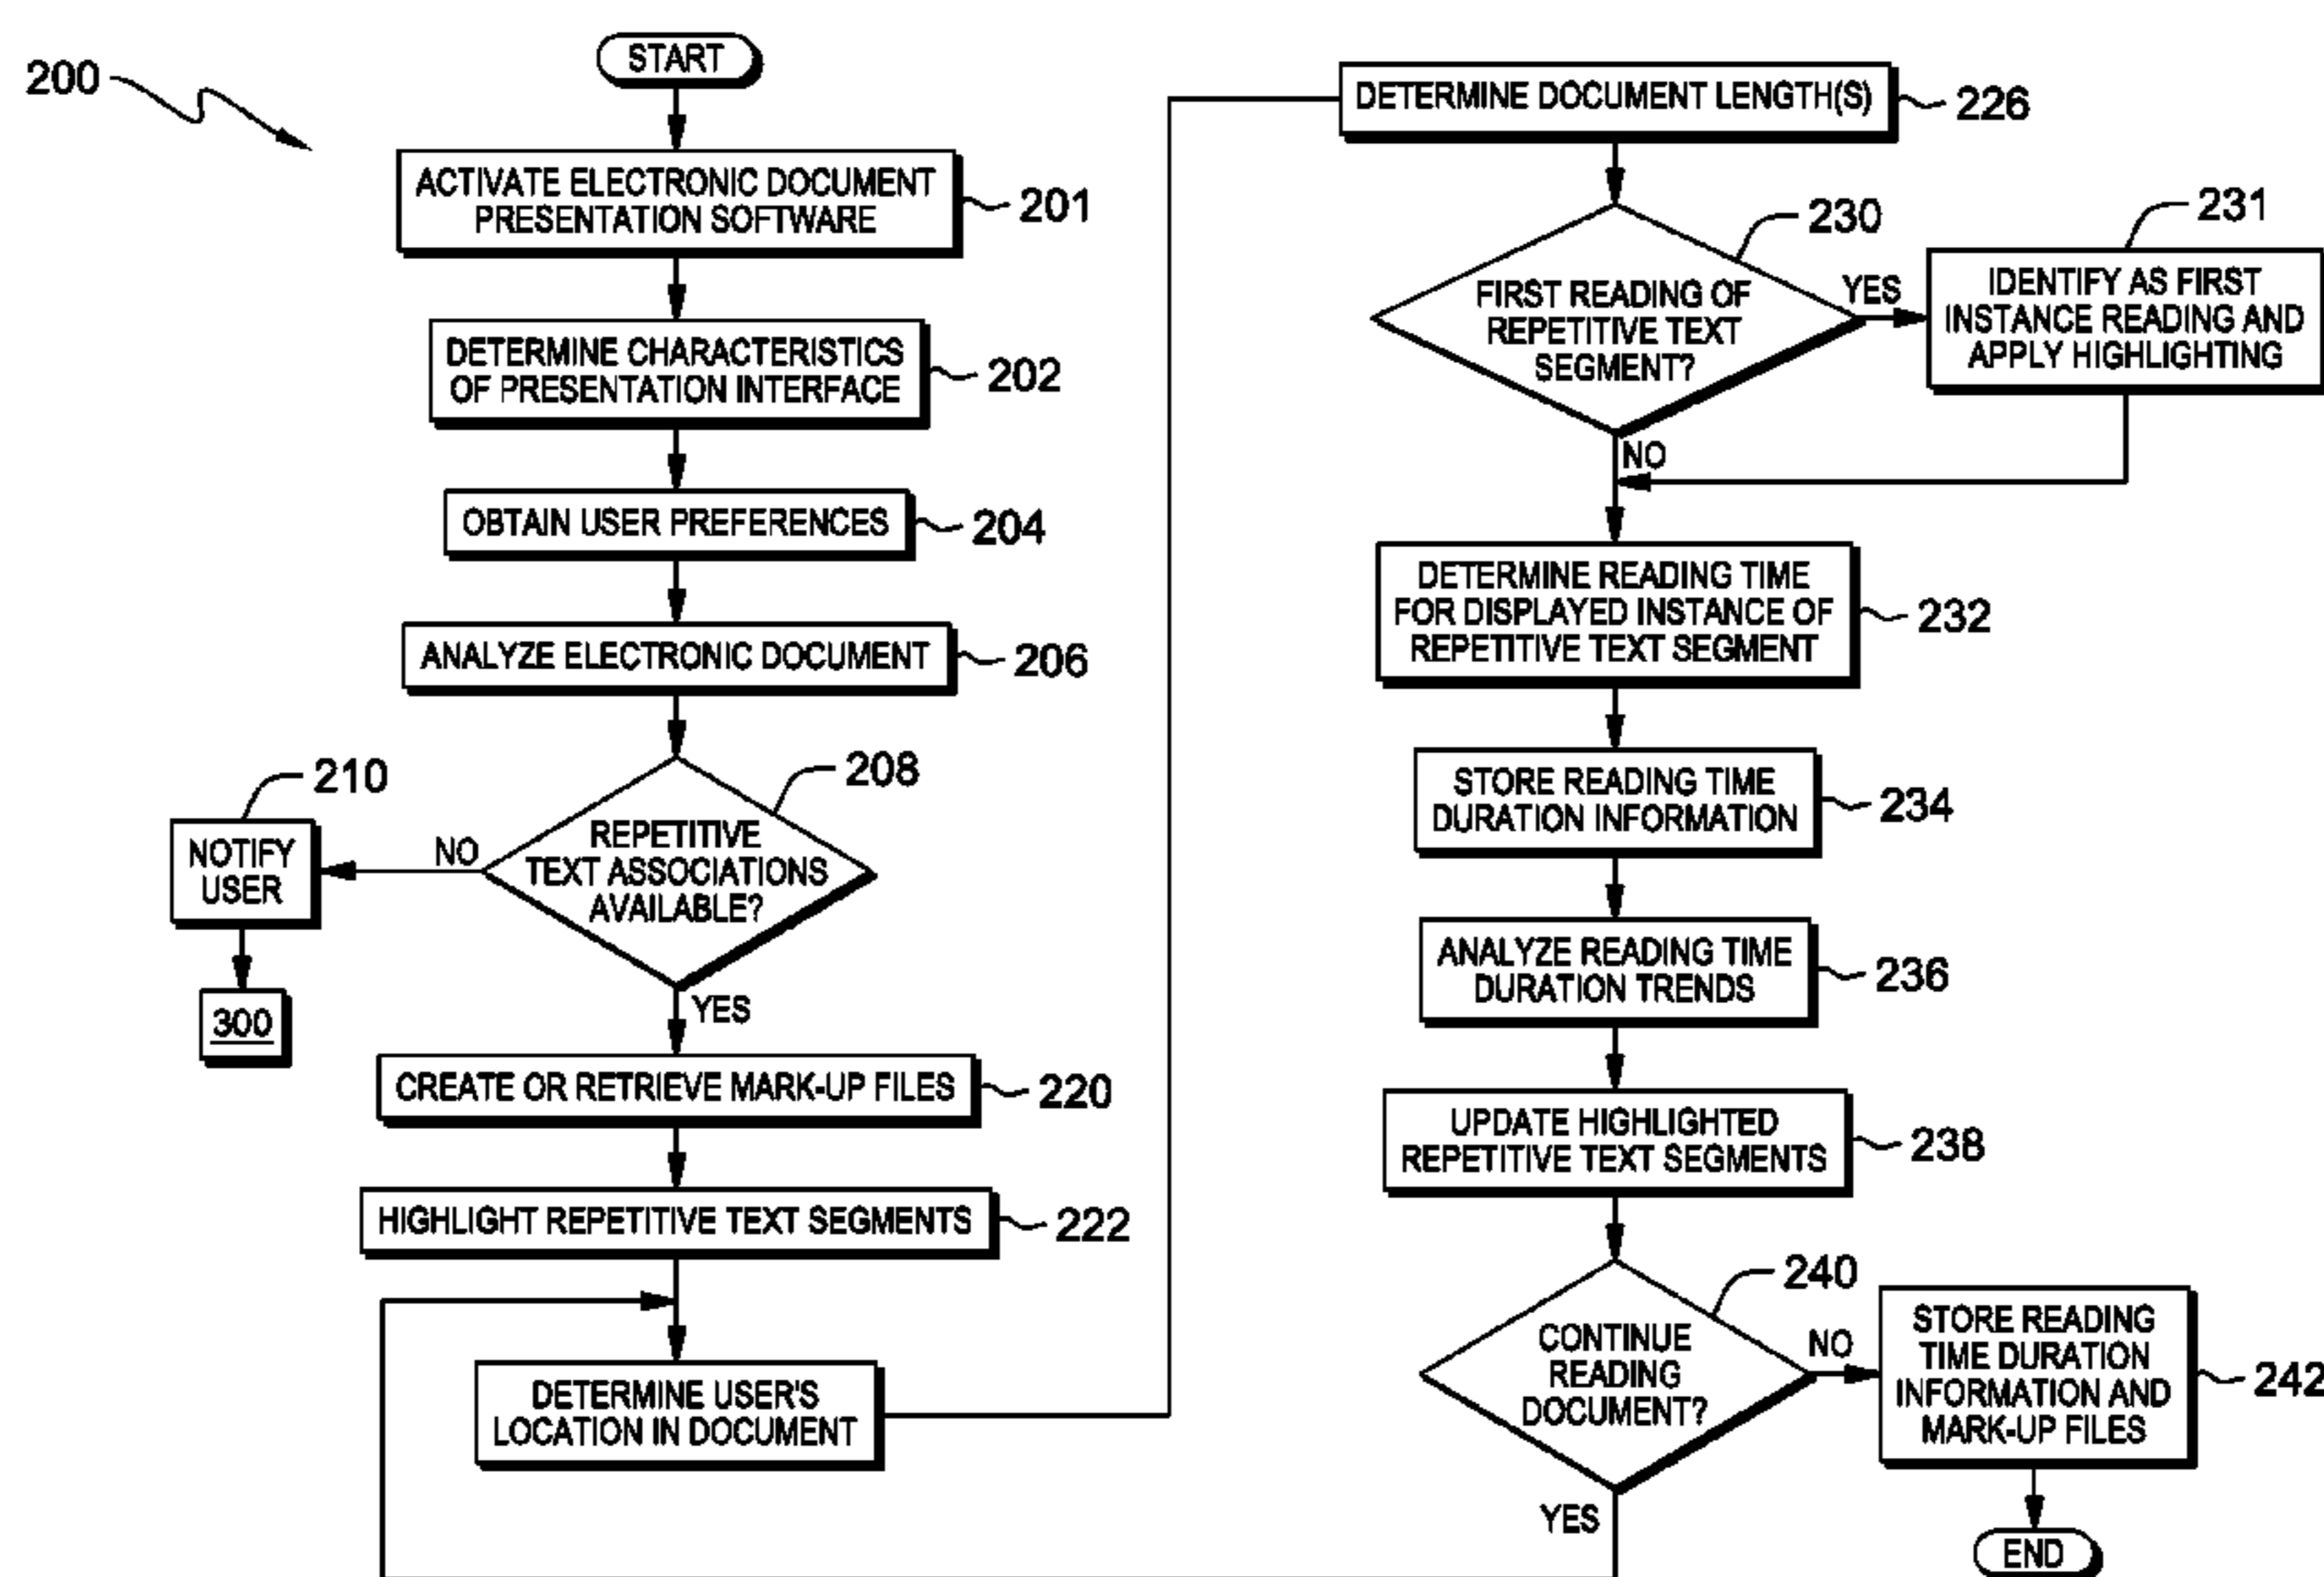 200
START
ACTIVATE ELECTRONIC DOCUMENT
PRESENTATION SOFTWARE
201
DETERMINE CHARACTERISTICS
OF PRESENTATION INTERFACE
202
OBTAIN USER PREFERENCES
204
ANALYZE ELECTRONIC DOCUMENT
206
208
REPETITIVE
TEXT ASSOCIATIONS
AVAILABLE?
NO
210
NOTIFY
USER
300
YES
CREATE OR RETRIEVE MARK-UP FILES
220
HIGHLIGHT REPETITIVE TEXT SEGMENTS
222
DETERMINE USER'S
LOCATION IN DOCUMENT
DETERMINE DOCUMENT LENGTH(S)
226
230
FIRST READING OF
REPETITIVE TEXT
SEGMENT?
YES
231
IDENTIFY AS FIRST
INSTANCE READING AND
APPLY HIGHLIGHTING
NO
DETERMINE READING TIME
FOR DISPLAYED INSTANCE OF
REPETITIVE TEXT SEGMENT
232
STORE READING TIME
DURATION INFORMATION
234
ANALYZE READING TIME
DURATION TRENDS
236
UPDATE HIGHLIGHTED
REPETITIVE TEXT SEGMENTS
238
240
CONTINUE
READING
DOCUMENT?
NO
STORE READING
TIME DURATION
INFORMATION AND
MARK-UP FILES
242
YES
END